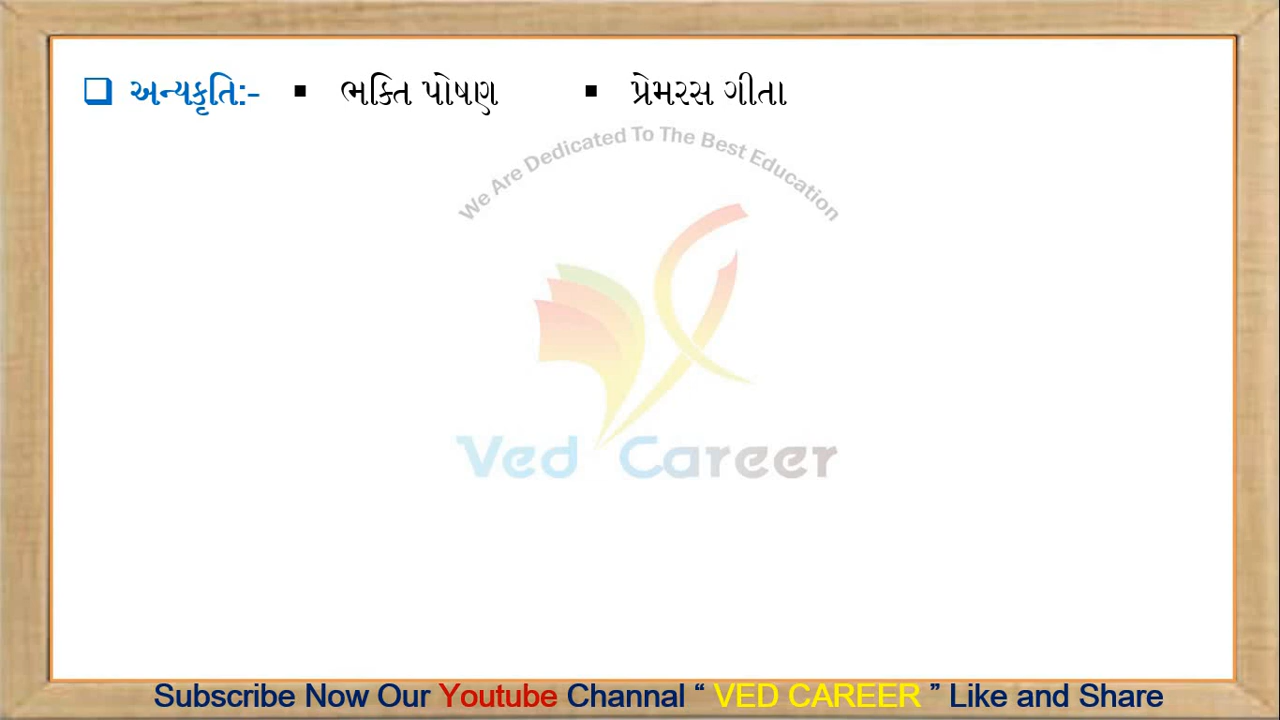 ❑ અન્યકૃતિ:- ▪ ભક્તિ પોષણ ▪ પ્રેમરસ ગીતા
We Are Dedicated To The Best Education
Ved Career
Subscribe Now Our Youtube Channal “ VED CAREER ” Like and Share